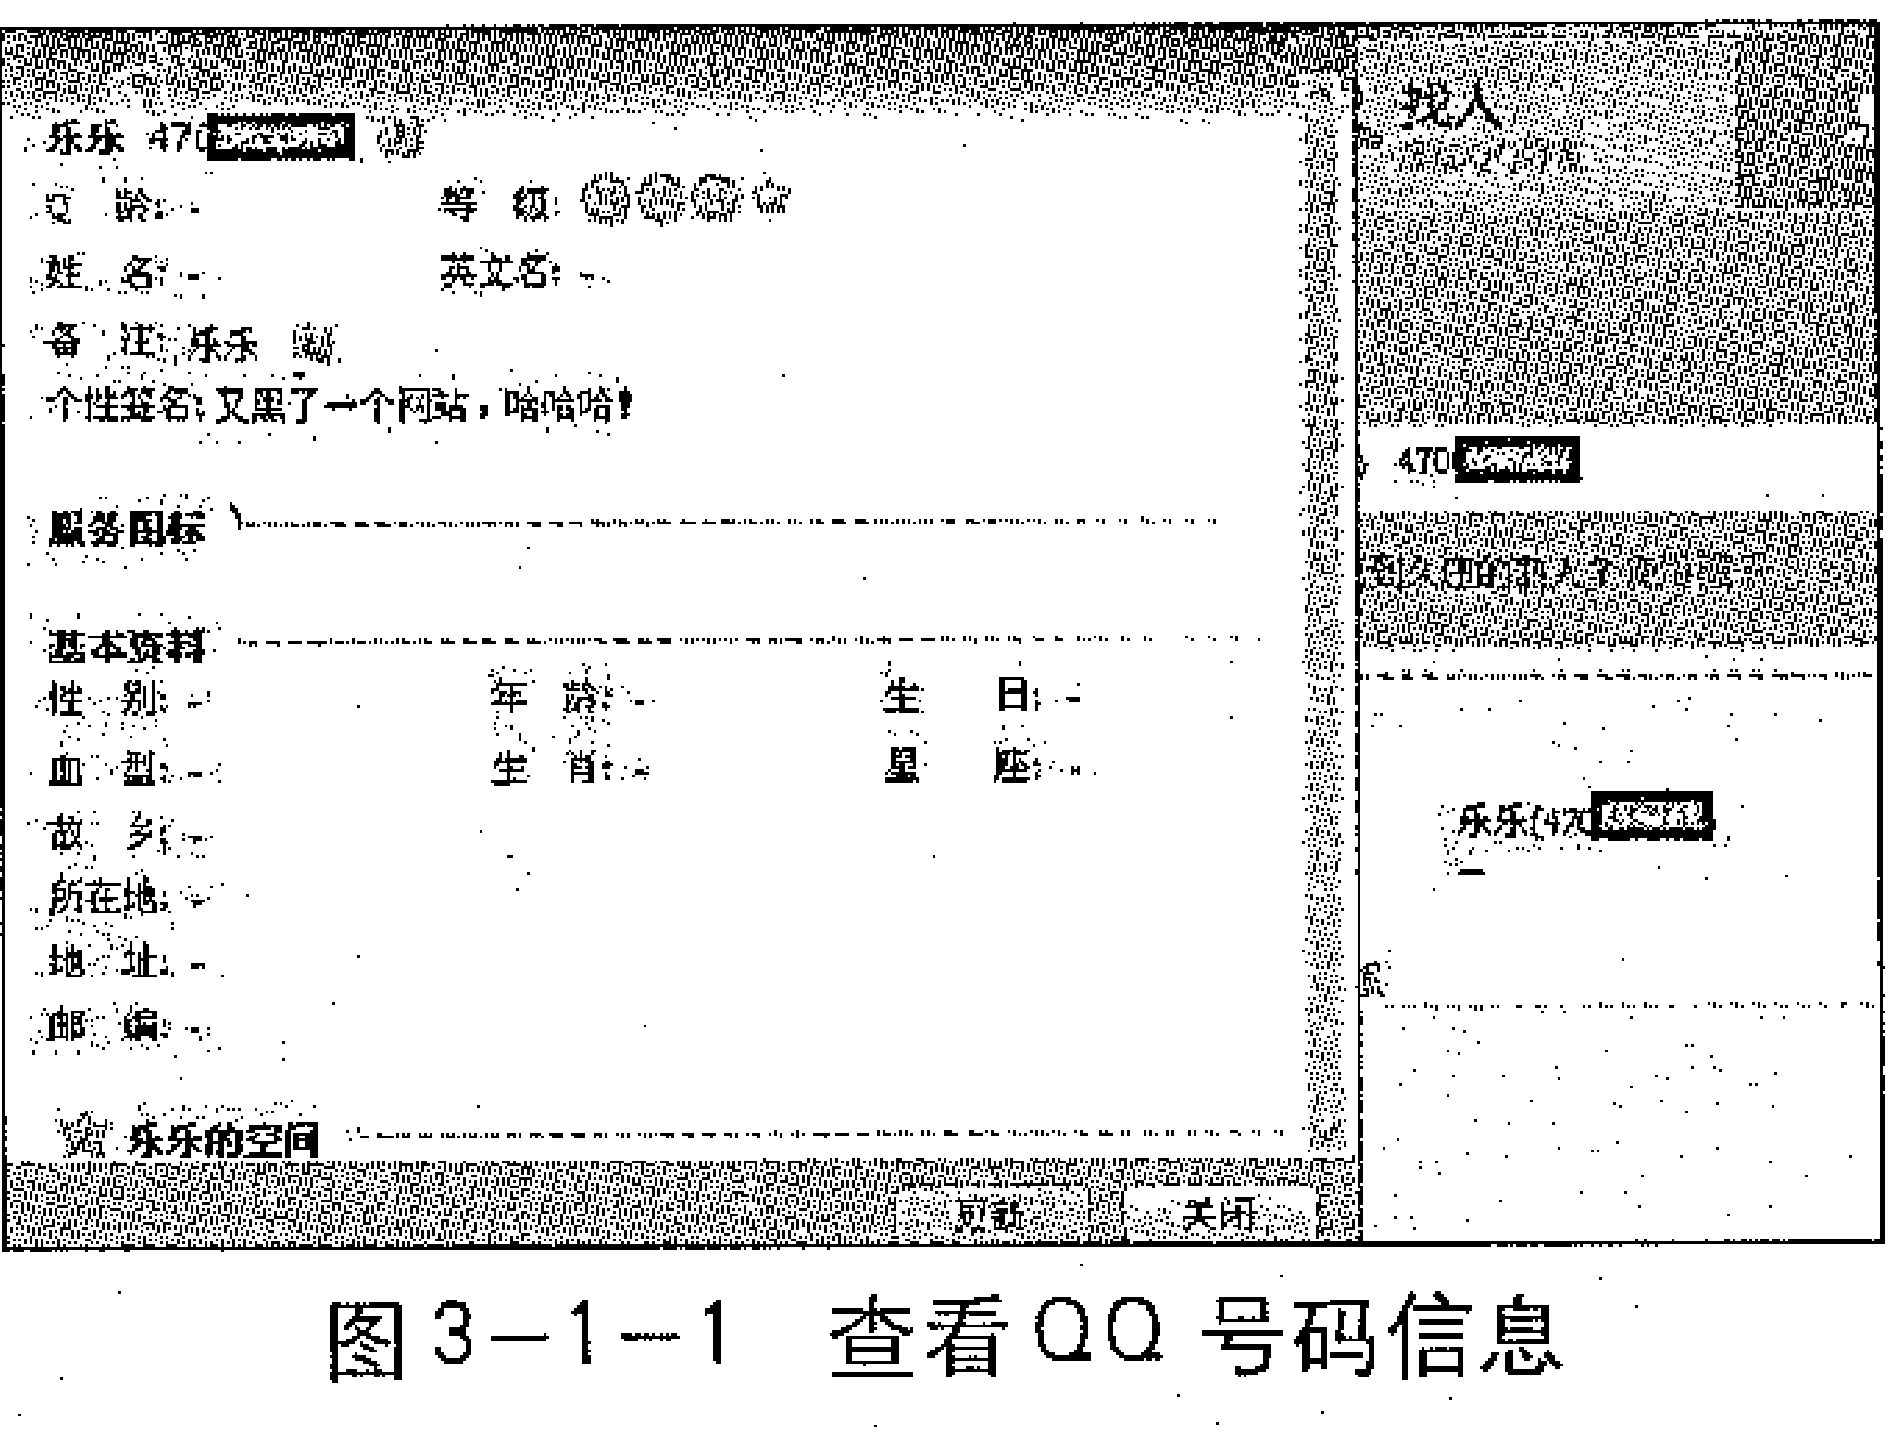 乐乐 470
Q 龄: -
等 级:
姓 名: -
英文名: -
备 注: 乐乐
个性签名: 又黑了一个网站，哈哈哈！
服务图标
基本资料
性 别: -
年 龄: -
生 日: -
血 型: -
生 肖: -
星 座: -
故 乡: -
所在地: -
地 址: -
邮 编: -
乐乐的空间
更新
关闭
找人
470
乐乐(470
图3-1-1 查看QQ号码信息